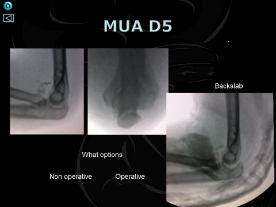 MUA D5
Backslab
What options
Non operative
Operative